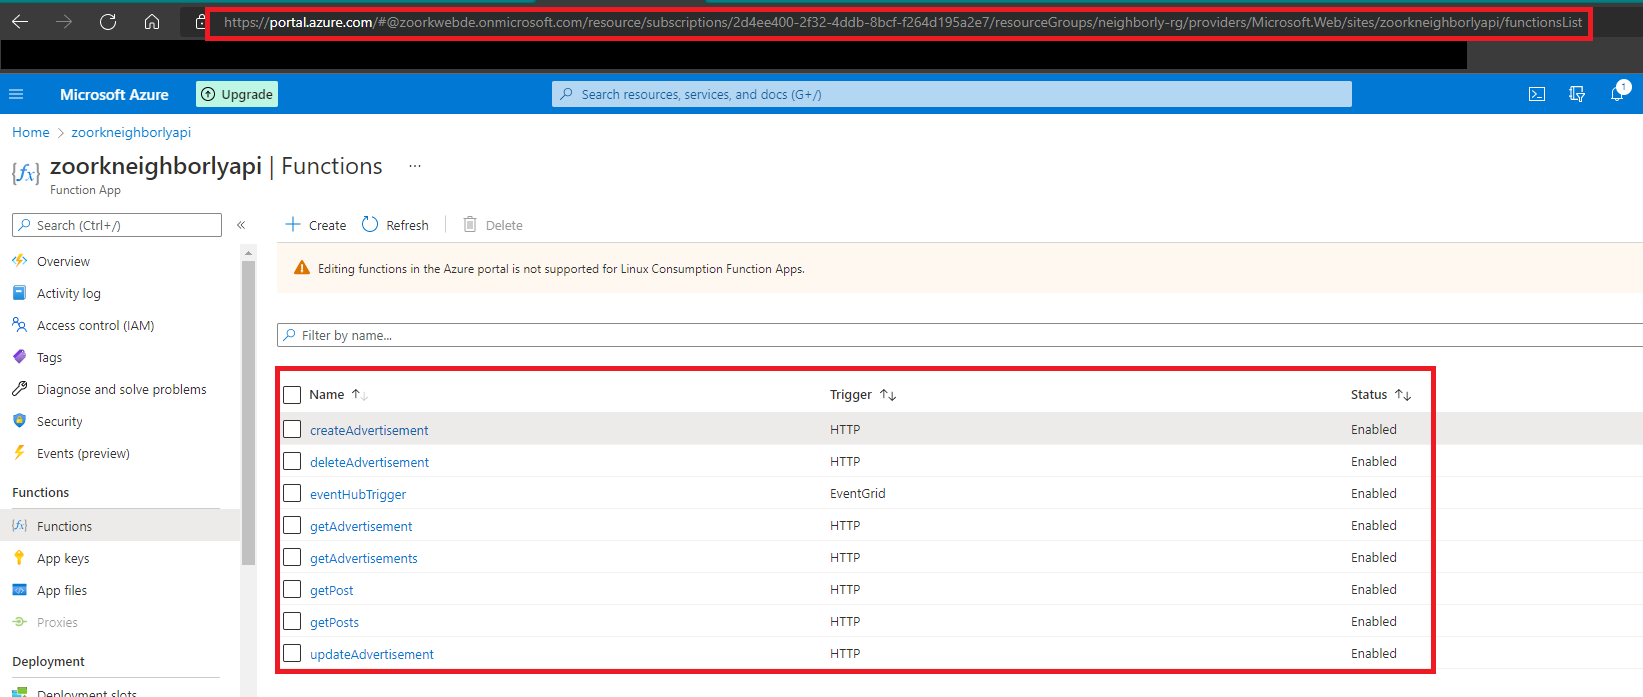 https://portal.azure.com/#@zoorkwebde.onmicrosoft.com/resource/subscriptions/2d4ee400-2f32-4ddb-8bcf-f264d195a2e7/resourceGroups/neighborly-rg/providers/Microsoft.Web/sites/zoorkneighborlyapi/functionsList
Microsoft Azure
Upgrade
Search resources, services, and docs (G+/)
1
Home > zoorkneighborlyapi
zoorkneighborlyapi | Functions ...
Function App
Search (Ctrl+/)
«
Create
Refresh
Delete
Editing functions in the Azure portal is not supported for Linux Consumption Function Apps.
Overview
Activity log
Access control (IAM)
Tags
Diagnose and solve problems
Security
Events (preview)
Functions
Functions
App keys
App files
Proxies
Deployment
Deployment slots
Filter by name...
Name Trigger Status
createAdvertisement HTTP Enabled
deleteAdvertisement HTTP Enabled
eventHubTrigger EventGrid Enabled
getAdvertisement HTTP Enabled
getAdvertisements HTTP Enabled
getPost HTTP Enabled
getPosts HTTP Enabled
updateAdvertisement HTTP Enabled